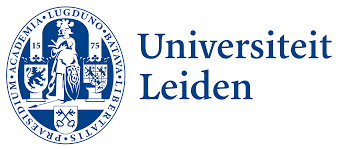 ACADEMIA·LUGDUNO·BATAVA·LIBERTATIS·PRAESIDIUM·
15 75
Universiteit
Leiden